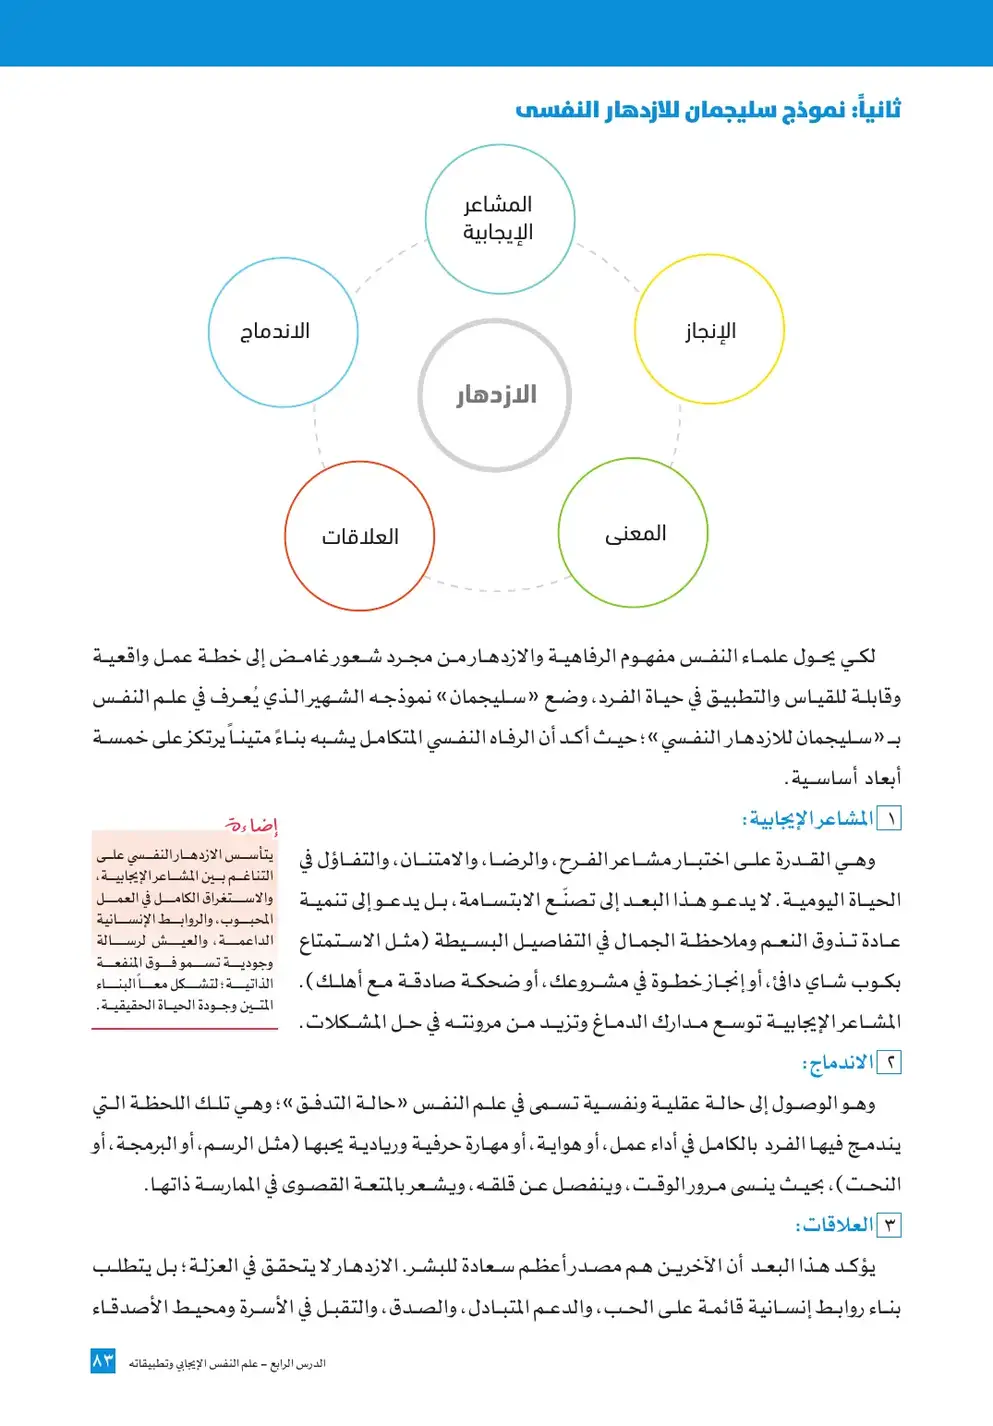 ثانياً: نموذج سليجمان للازدهار النفسى
المشاعر
الإيجابية
الاندماج
الإنجاز
الازدهار
العلاقات
المعنى
لكي يحول علماء النفس مفهوم الرفاهية والازدهار من مجرد شعور غامض إلى خطة عمل واقعية
وقابلة للقياس والتطبيق في حياة الفرد، وضع «سليجمان» نموذجه الشهير الذي يُعرف في علم النفس
بـ «سليجمان للازدهار النفسي»؛ حيث أكد أن الرفاه النفسي المتكامل يشبه بناءً متيناً يرتكز على خمسة
أبعاد أساسية.
١ المشاعر الإيجابية:
وهي القدرة على اختبار مشاعر الفرح، والرضا، والامتنان، والتفاؤل في
الحياة اليومية. لا يدعو هذا البعد إلى تصنّع الابتسامة، بل يدعو إلى تنمية
عادة تذوق النعم وملاحظة الجمال في التفاصيل البسيطة (مثل الاستمتاع
بكوب شاي دافئ، أو إنجاز خطوة في مشروعك، أو ضحكة صادقة مع أهلك).
المشاعر الإيجابية توسع مدارك الدماغ وتزيد من مرونته في حل المشكلات.
إضاءة
يتأسس الازدهار النفسي على
التناغم بين المشاعر الإيجابية،
والاستغراق الكامل في العمل
المحبوب، والروابط الإنسانية
الداعمة، والعيش لرسالة
وجودية تسمو فوق المنفعة
الذاتية؛ لتشكل معاً البناء
المتين وجودة الحياة الحقيقية.
٢ الاندماج:
وهو الوصول إلى حالة عقلية ونفسية تسمى في علم النفس «حالة التدفق»؛ وهي تلك اللحظة التي
يندمج فيها الفرد بالكامل في أداء عمل، أو هواية، أو مهارة حرفية وريادية يحبها (مثل الرسم، أو البرمجة، أو
النحت)، بحيث ينسى مرور الوقت، وينفصل عن قلقه، ويشعر بالمتعة القصوى في الممارسة ذاتها.
٣ العلاقات:
يؤكد هذا البعد أن الآخرين هم مصدر أعظم سعادة للبشر. الازدهار لا يتحقق في العزلة؛ بل يتطلب
بناء روابط إنسانية قائمة على الحب، والدعم المتبادل، والصدق، والتقبل في الأسرة ومحيط الأصدقاء
الدرس الرابع – علم النفس الإيجابي وتطبيقاته
٨٣